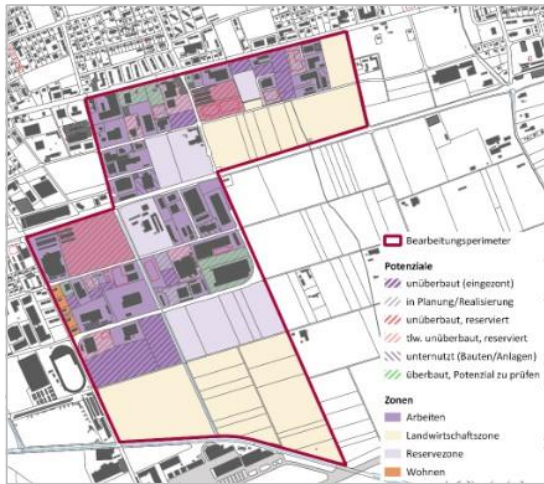 Bearbeitungsperimeter
Potenziale
unüberbaut (eingezont)
in Planung/Realisierung
unüberbaut, reserviert
tlw. unüberbaut, reserviert
unternutzt (Bauten/Anlagen)
überbaut, Potenzial zu prüfen
Zonen
Arbeiten
Landwirtschaftszone
Reservezone
Wohnen